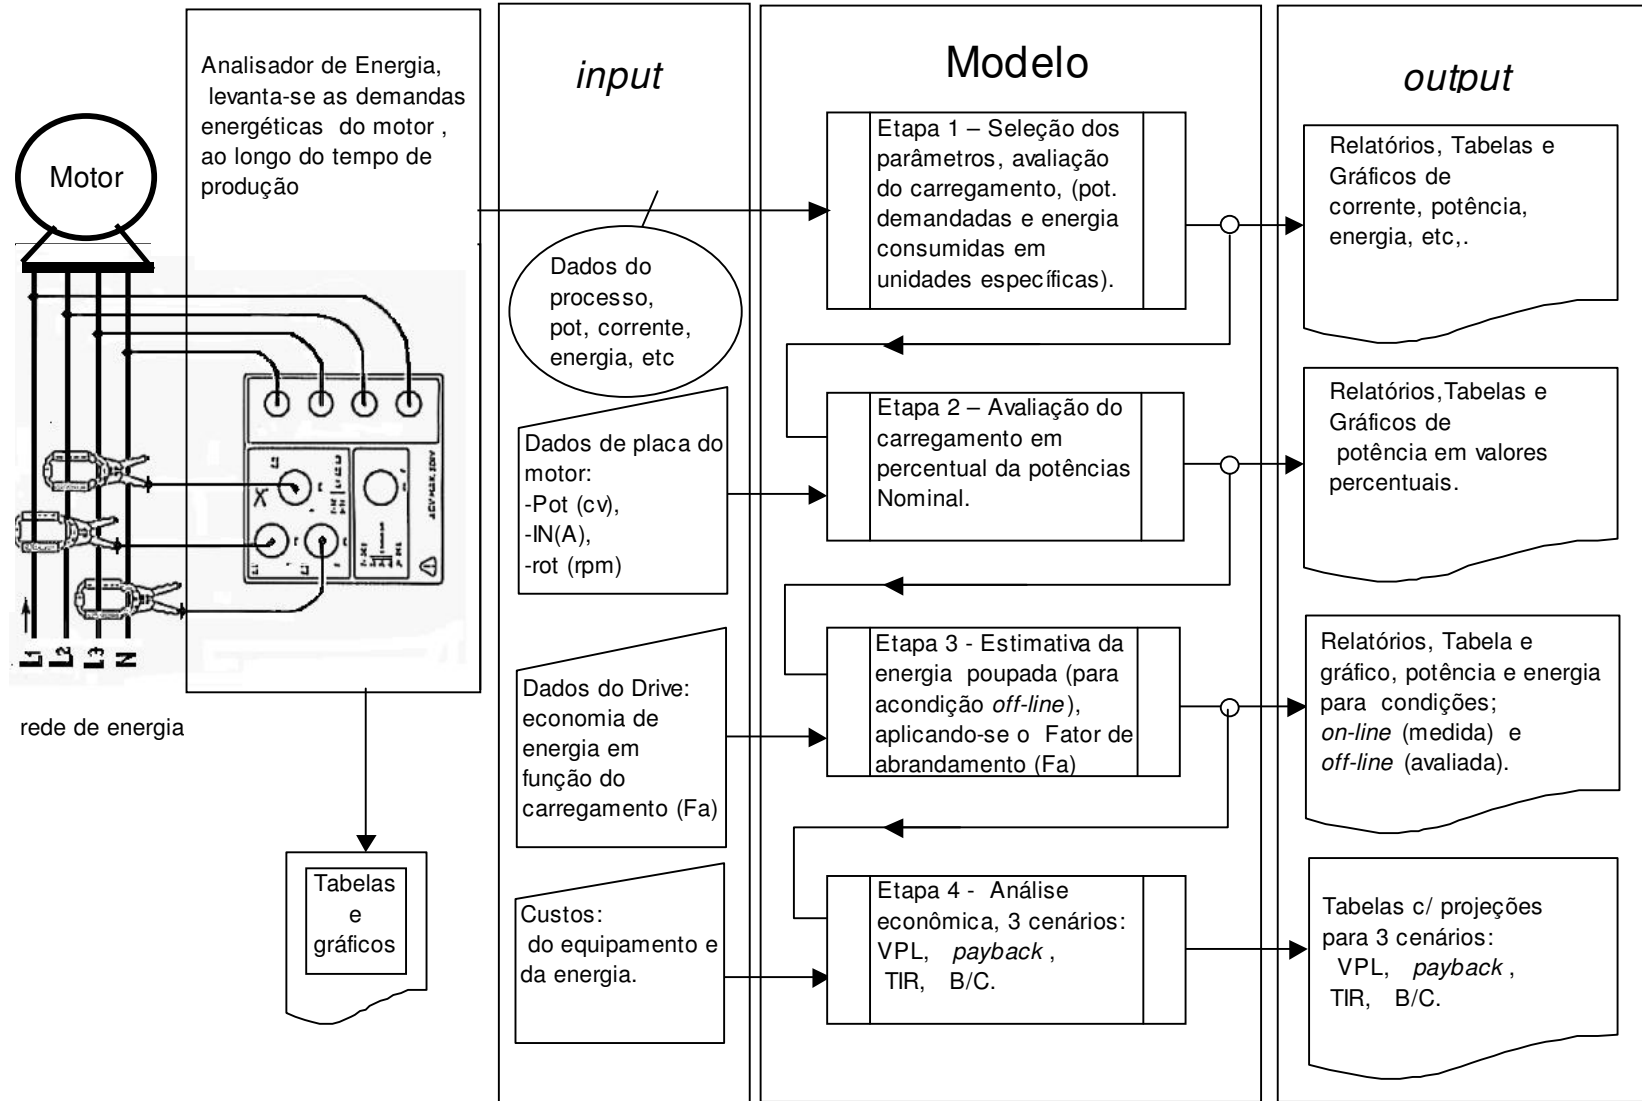 Analisador de Energia,
levanta-se as demandas
energéticas do motor ,
ao longo do tempo de
produção
Motor
L1
L2
L3
N
rede de energia
Tabelas
e
gráficos
input
Dados do
processo,
pot, corrente,
energia, etc
Dados de placa do
motor:
-Pot (cv),
-IN(A),
-rot (rpm)
Dados do Drive:
economia de
energia em
função do
carregamento (Fa)
Custos:
do equipamento e
da energia.
Modelo
Etapa 1 – Seleção dos
parâmetros, avaliação
do carregamento, (pot.
demandadas e energia
consumidas em
unidades específicas).
Etapa 2 – Avaliação do
carregamento em
percentual da potências
Nominal.
Etapa 3 - Estimativa da
energia poupada (para
acondição off-line),
aplicando-se o Fator de
abrandamento (Fa)
Etapa 4 - Análise
econômica, 3 cenários:
VPL, payback ,
TIR, B/C.
output
Relatórios, Tabelas e
Gráficos de
corrente, potência,
energia, etc,.
Relatórios,Tabelas e
Gráficos de
potência em valores
percentuais.
Relatórios, Tabela e
gráfico, potência e energia
para condições;
on-line (medida) e
off-line (avaliada).
Tabelas c/ projeções
para 3 cenários:
VPL, payback ,
TIR, B/C.